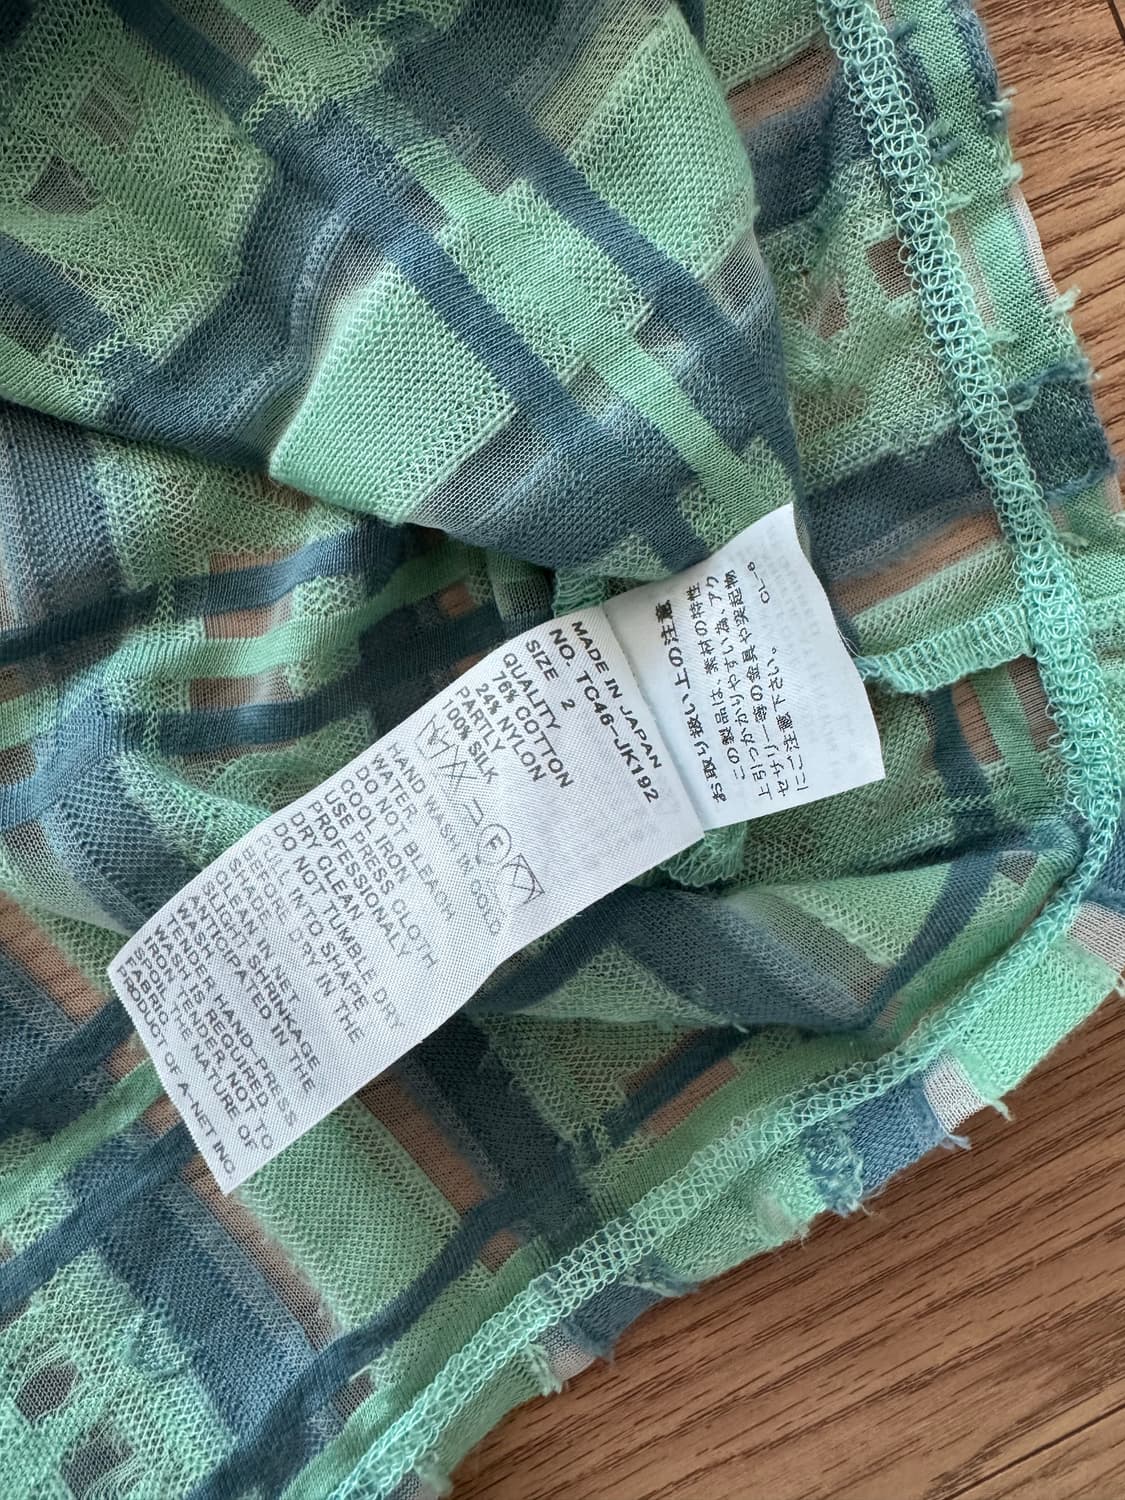 MADE IN JAPAN
NO. TC46-JK192
SIZE 2
QUALITY
76% COTTON
24% NYLON
PARTLY
100% SILK
E
HAND WASH IN COLD
WATER
DO NOT BLEACH
COOL IRON
USE PRESS CLOTH
PROFESSIONALY
DRY CLEAN
DO NOT TUMBLE DRY
PULL INTO SHAPE
BEFORE DRY IN THE
SHADE
CLEAN IN NET
SLIGHT SHRINKAGE
ANTICIPATED IN THE
WASH
TENDER HAND-PRESS
WASH IS REQUIRED
IRON TENDERLY NOT TO
SPOIL THE NATURE OF
FABRIC
PRODUCT OF A-NET INC
お取り扱い上の注意
この製品は、素材の特性
上引っかかりやすい為、アク
セサリー等の金具や突起物
にご注意下さい。